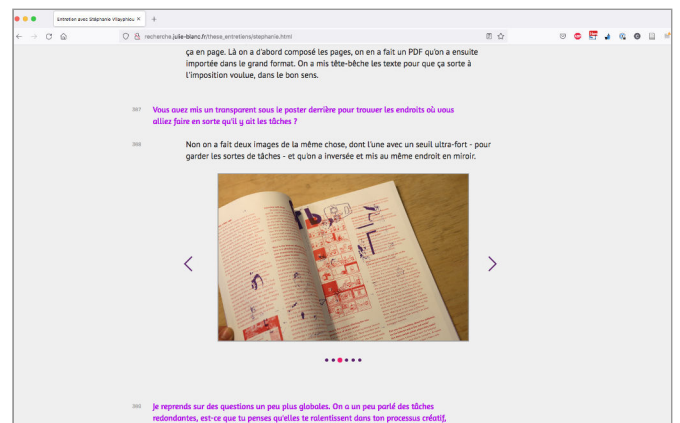 Entretien avec Stéphanie Vilayphiou
recherche.julie-blanc.fr/these_entretiens/stephanie.html
ça en page. Là on a d'abord composé les pages, on en a fait un PDF qu'on a ensuite
importée dans le grand format. On a mis tête-bêche les texte pour que ça sorte à
l'imposition voulue, dans le bon sens.
387 Vous avez mis un transparent sous le poster derrière pour trouver les endroits où vous
alliez faire en sorte qu'il y ait les tâches ?
388 Non on a fait deux images de la même chose, dont l'une avec un seuil ultra-fort - pour
garder les sortes de tâches - et qu'on a inversée et mis au même endroit en miroir.
Je reprends sur des questions un peu plus globales. On a un peu parlé des tâches
redondantes, est-ce que tu penses qu'elles te ralentissent dans ton processus créatif,